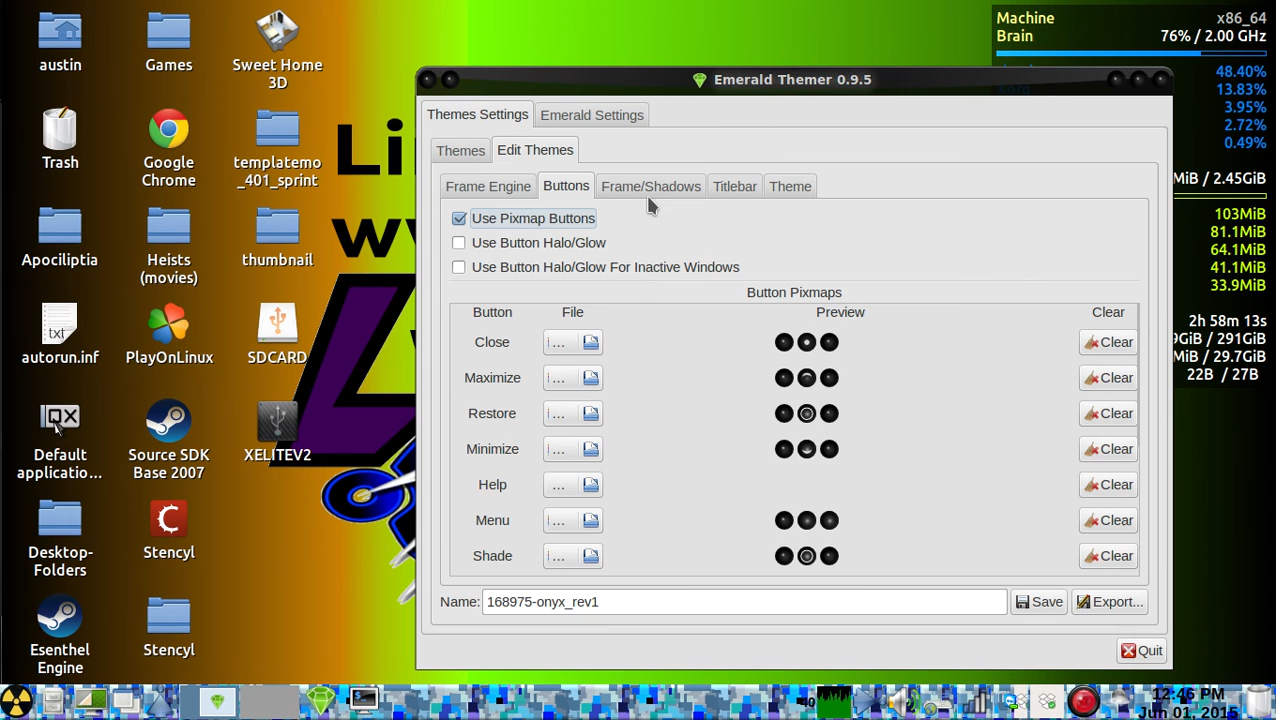 austin
Games
Sweet Home
3D
Trash
Google
Chrome
templatemo
_401_sprint
Apociliptia
Heists
(movies)
thumbnail
txt
autorun.inf
PlayOnLinux
SDCARD
Default
applicatio...
Source SDK
Base 2007
XELITEV2
Desktop-
Folders
Stencyl
Esenthel
Engine
Stencyl
Li
w
Machine x86_64
Brain 76% / 2.00 GHz
48.40%
13.83%
3.95%
2.72%
0.49%
MiB / 2.45GiB
103MiB
81.1MiB
64.1MiB
41.1MiB
33.9MiB
2h 58m 13s
9GiB / 291GiB
MiB / 29.7GiB
22B / 27B
Emerald Themer 0.9.5
Themes Settings Emerald Settings
Themes Edit Themes
Frame Engine Buttons Frame/Shadows Titlebar Theme
Use Pixmap Buttons
Use Button Halo/Glow
Use Button Halo/Glow For Inactive Windows
Button Pixmaps
Button File Preview Clear
Close ... Clear
Maximize ... Clear
Restore ... Clear
Minimize ... Clear
Help ... Clear
Menu ... Clear
Shade ... Clear
Name: 168975-onyx_rev1 Save Export...
Quit
12:46 PM
Jun 01, 2015